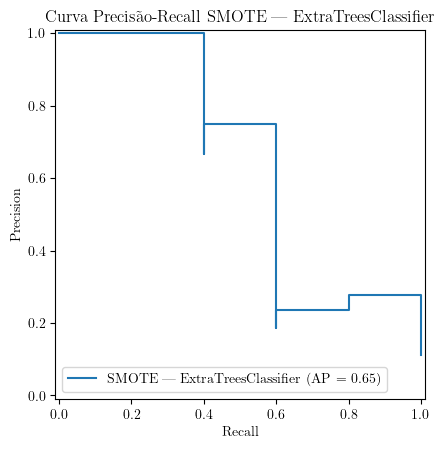 Curva Precisão-Recall SMOTE — ExtraTreesClassifier
1.0
0.8
0.6
0.4
0.2
0.0
Precision
SMOTE — ExtraTreesClassifier (AP = 0.65)
0.0 0.2 0.4 0.6 0.8 1.0
Recall